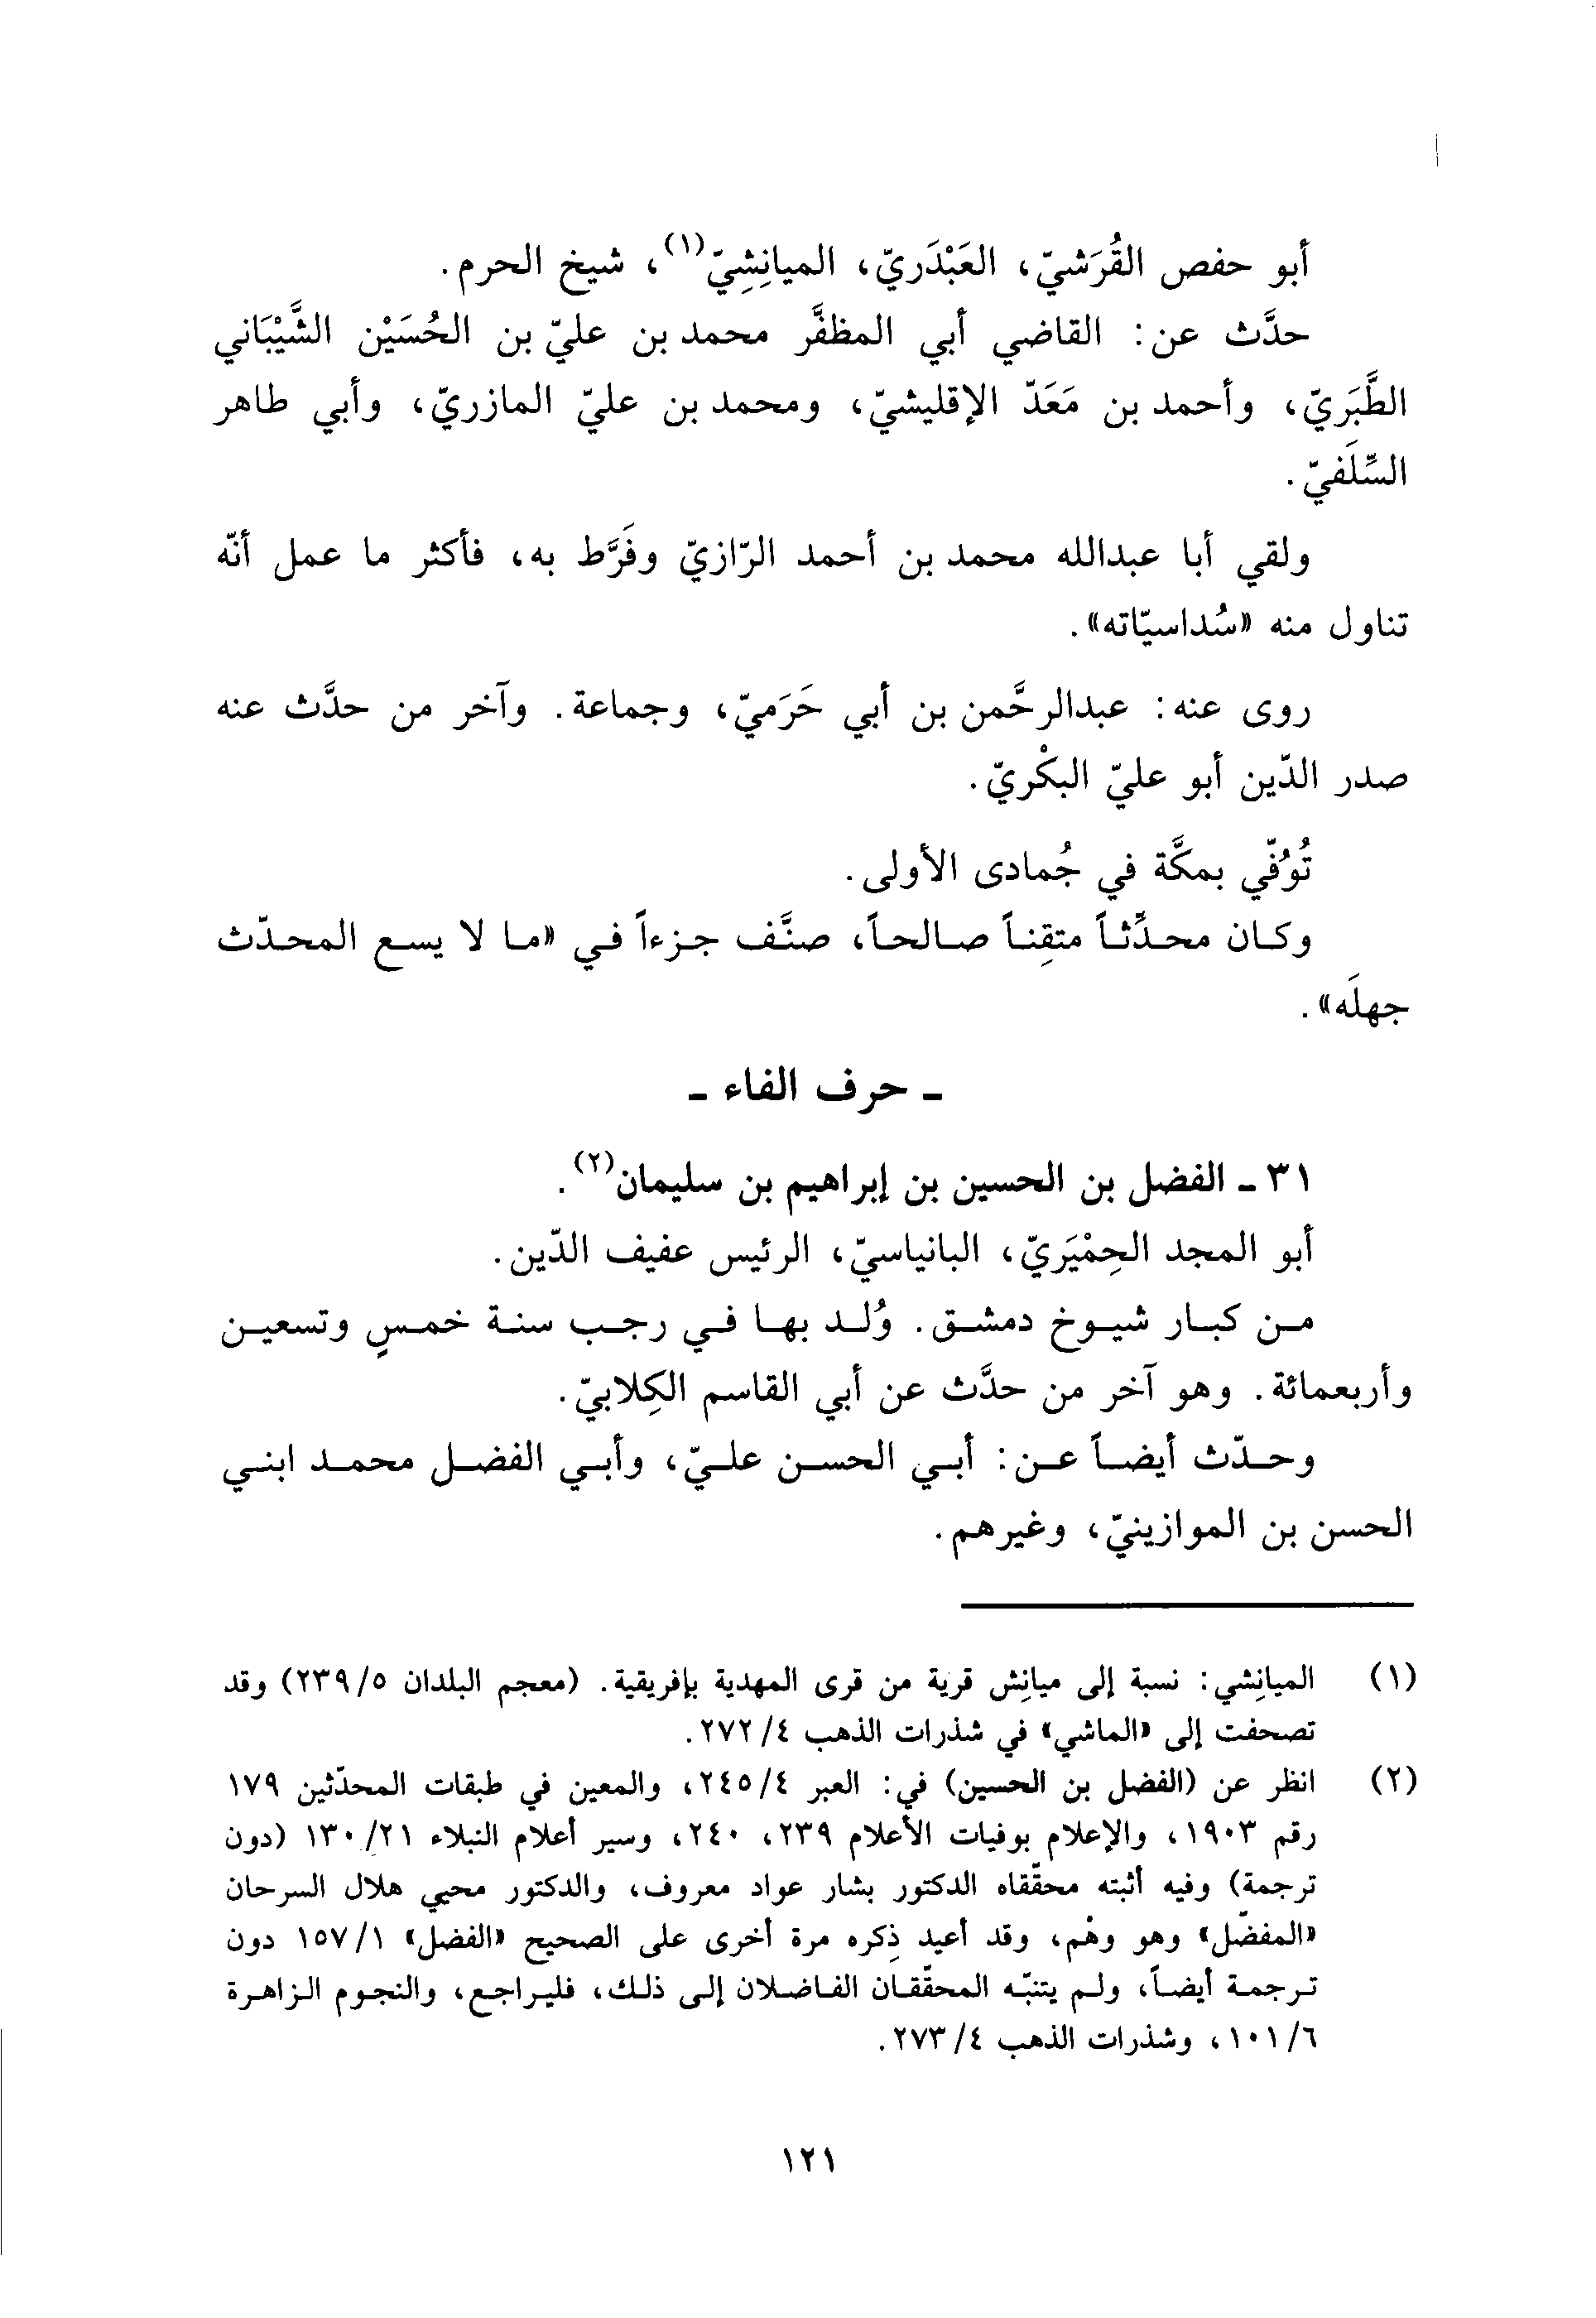 أبو حفص القُرَشيّ، العَبْدَريّ، الميانِشِيّ(١)، شيخ الحرم.
حدَّث عن: القاضي أبي المظفَّر محمد بن عليّ بن الحُسَيْن الشَّيْبَاني
الطَّبَريّ، وأحمد بن مَعَدّ الإقليشيّ، ومحمد بن عليّ المازريّ، وأبي طاهر
السِّلَفيّ.
ولقي أبا عبدالله محمد بن أحمد الرّازيّ وفَرَّط به، فأكثر ما عمل أنّه
تناول منه «سُداسيّاته».
روى عنه: عبدالرحَّمن بن أبي حَرَميّ، وجماعة. وآخر من حدَّث عنه
صدر الدّين أبو عليّ البكْريّ.
تُوُفّي بمكَّة في جُمادى الأولى.
وكان محدِّثاً متقِناً صالحاً، صنَّف جزءاً في «ما لا يسع المحدّث
جهلَه».
- حرف الفاء -
٣١ - الفضل بن الحسين بن إبراهيم بن سليمان(٢).
أبو المجد الحِمْيَريّ، البانياسيّ، الرئيس عفيف الدّين.
من كبار شيوخ دمشق. وُلد بها في رجب سنة خمسٍ وتسعين
وأربعمائة. وهو آخر من حدَّث عن أبي القاسم الكِلابيّ.
وحدّث أيضاً عن: أبي الحسن عليّ، وأبي الفضل محمد ابني
الحسن بن الموازينيّ، وغيرهم.
(١) الميانِشي: نسبة إلى ميانِش قرية من قرى المهدية بإفريقية. (معجم البلدان ٥/٢٣٩) وقد
تصحفت إلى «الماشي» في شذرات الذهب ٤/٢٧٢.
(٢) انظر عن (الفضل بن الحسين) في: العبر ٤/٢٤٥، والمعين في طبقات المحدّثين ١٧٩
رقم ١٩٠٣، والإعلام بوفيات الأعلام ٢٣٩، ٢٤٠، وسير أعلام النبلاء ٢١/١٣٠ (دون
ترجمة) وفيه أثبته محقّقاه الدكتور بشار عواد معروف، والدكتور محيي هلال السرحان
«المفضّل» وهو وهْم، وقد أعيد ذِكره مرة أخرى على الصحيح «الفضل» ١/١٥٧ دون
ترجمة أيضاً، ولم يتنبّه المحقّقان الفاضلان إلى ذلك، فليراجع، والنجوم الزاهرة
٦/١٠١، وشذرات الذهب ٤/٢٧٣.
١٢١